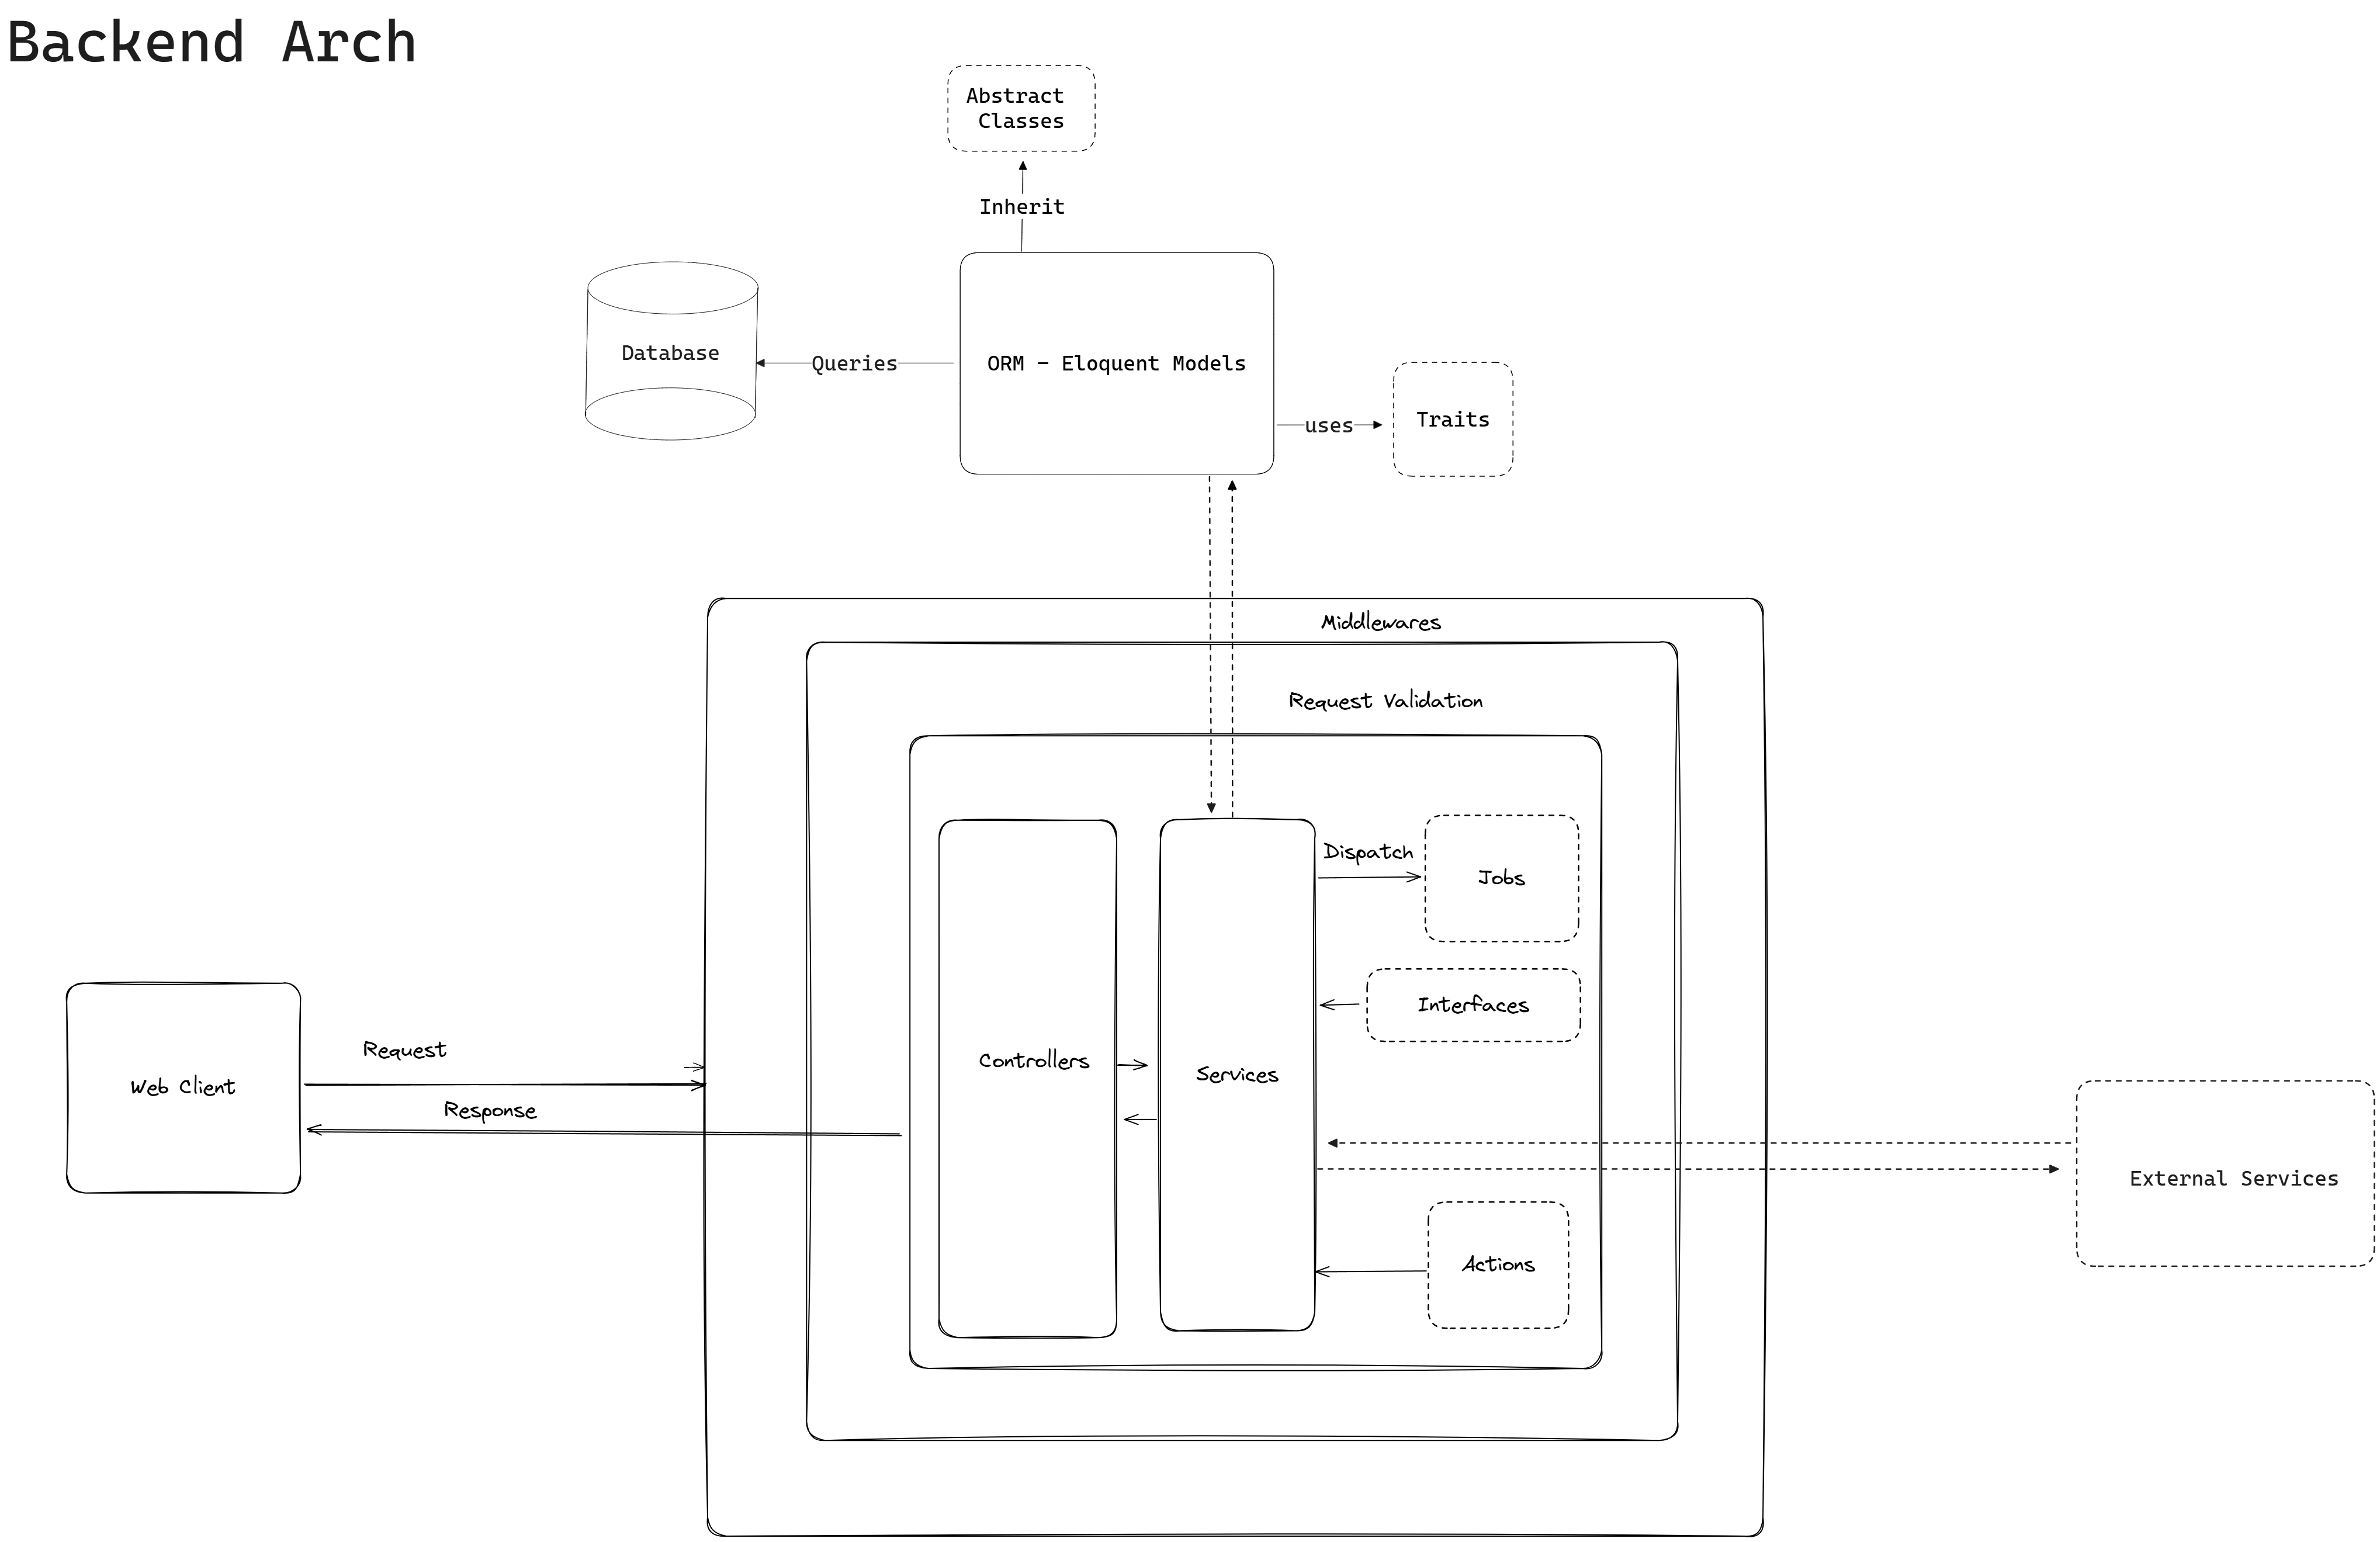 Backend Arch
Abstract
Classes
Inherit
Database
Queries
ORM - Eloquent Models
uses
Traits
Middlewares
Request Validation
Dispatch
Jobs
Interfaces
Controllers
Services
Request
Web Client
Response
External Services
Actions